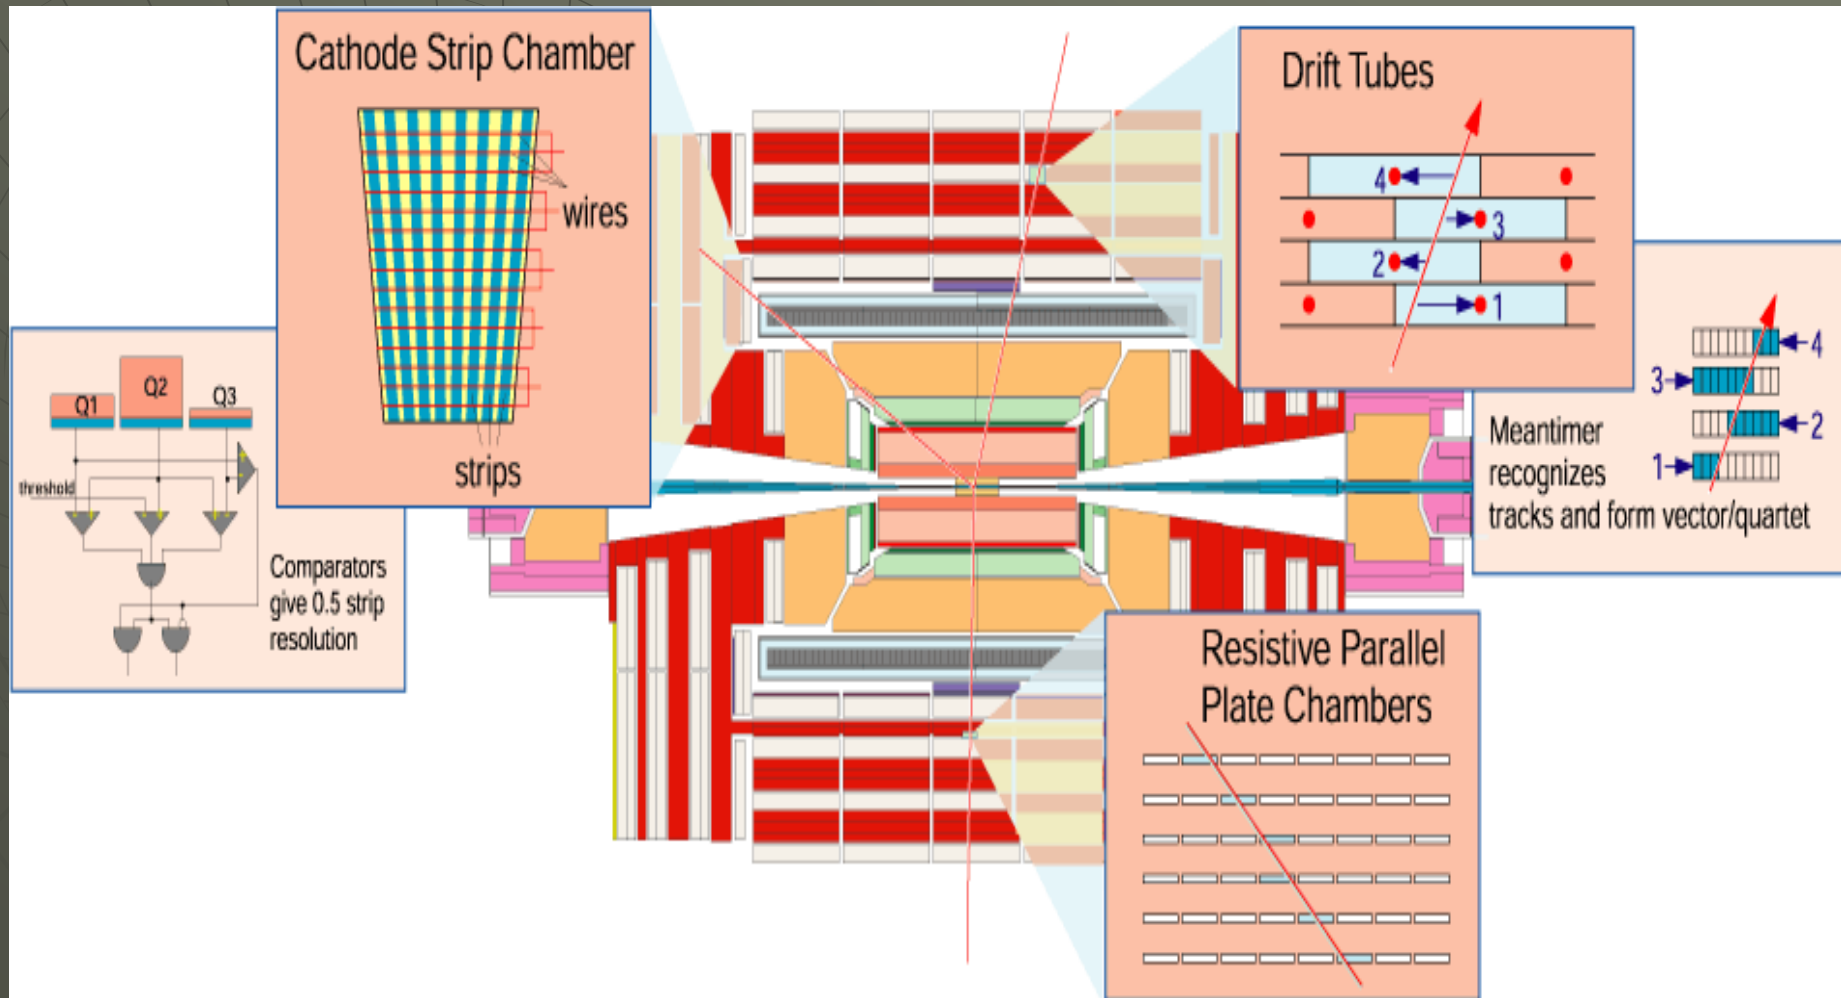 Cathode Strip Chamber
wires
strips
Q1
Q2
Q3
threshold
Comparators
give 0.5 strip
resolution
Drift Tubes
4
3
2
1
4
3
2
1
Meantimer
recognizes
tracks and form vector/quartet
Resistive Parallel
Plate Chambers